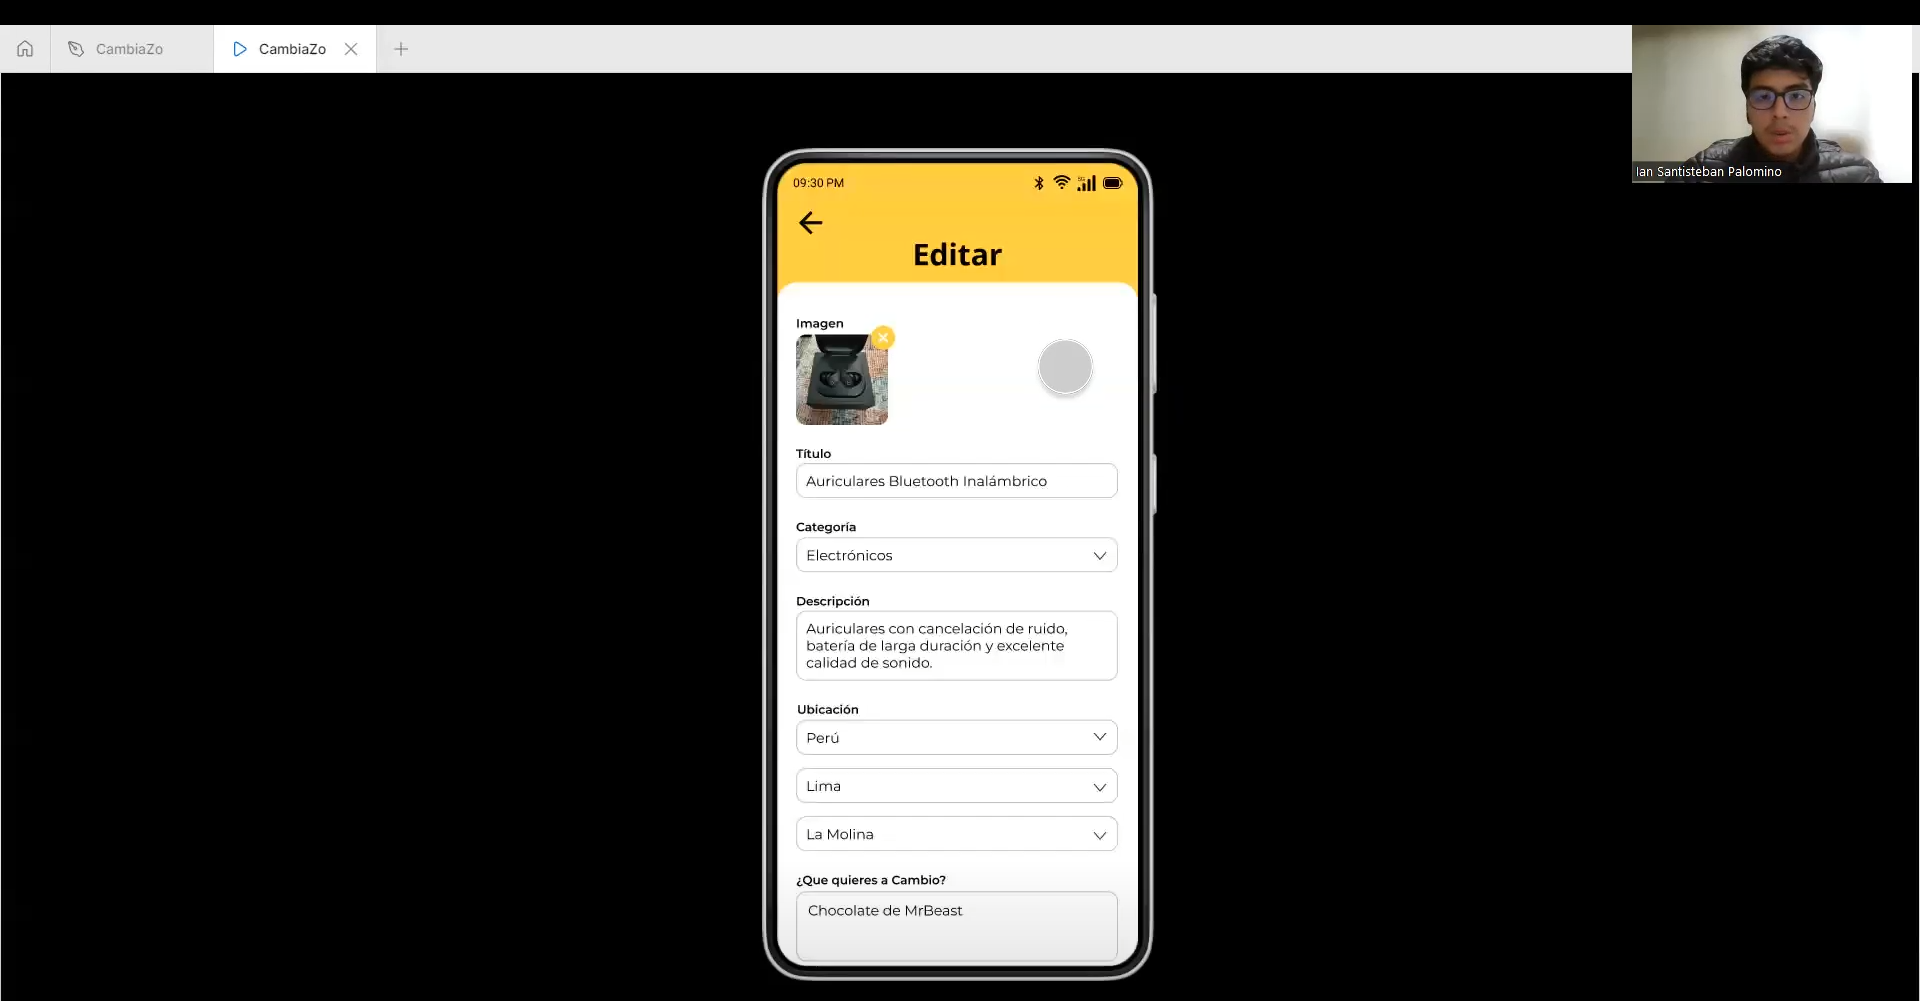 CambiaZo
CambiaZo
Ian Santisteban Palomino
09:30 PM
5G
Editar
Imagen
Título
Auriculares Bluetooth Inalámbrico
Categoría
Electrónicos
Descripción
Auriculares con cancelación de ruido,
batería de larga duración y excelente
calidad de sonido.
Ubicación
Perú
Lima
La Molina
¿Que quieres a Cambio?
Chocolate de MrBeast